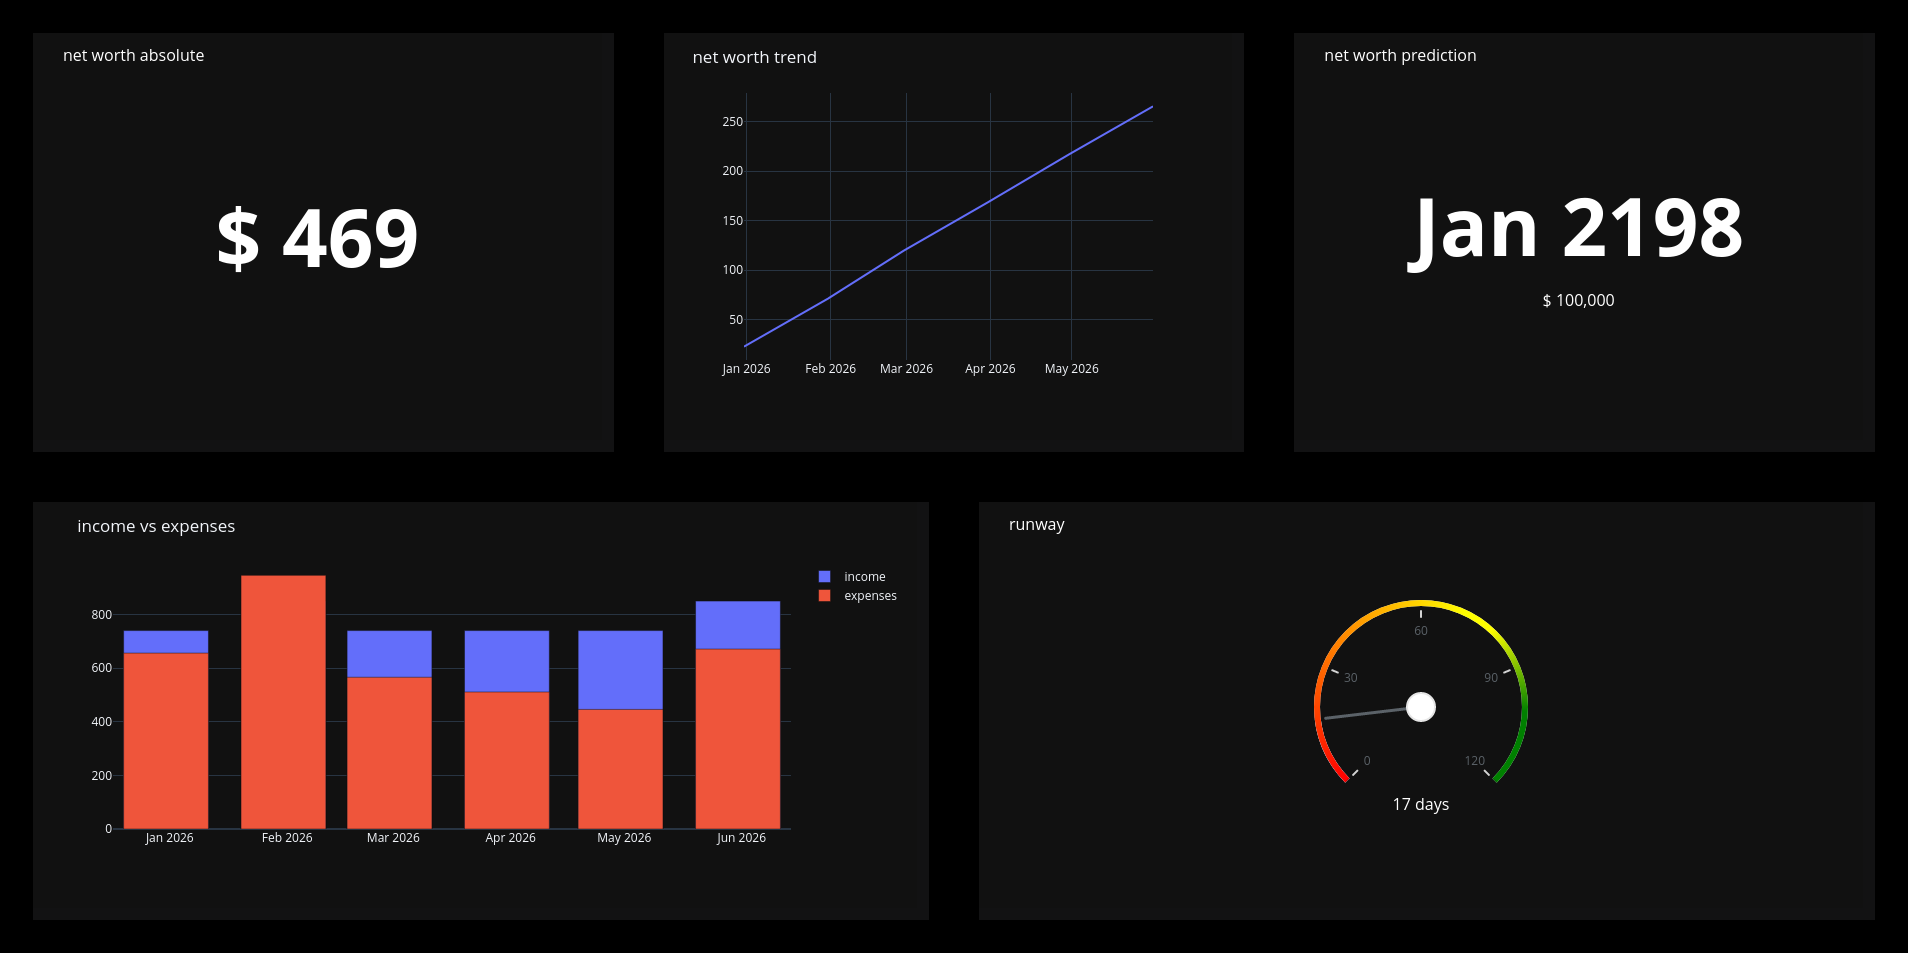 net worth absolute
$ 469
net worth trend
250
200
150
100
50
Jan 2026 Feb 2026 Mar 2026 Apr 2026 May 2026
net worth prediction
Jan 2198
$ 100,000
income vs expenses
income
expenses
800
600
400
200
0
Jan 2026 Feb 2026 Mar 2026 Apr 2026 May 2026 Jun 2026
runway
60
30 90
0 120
17 days